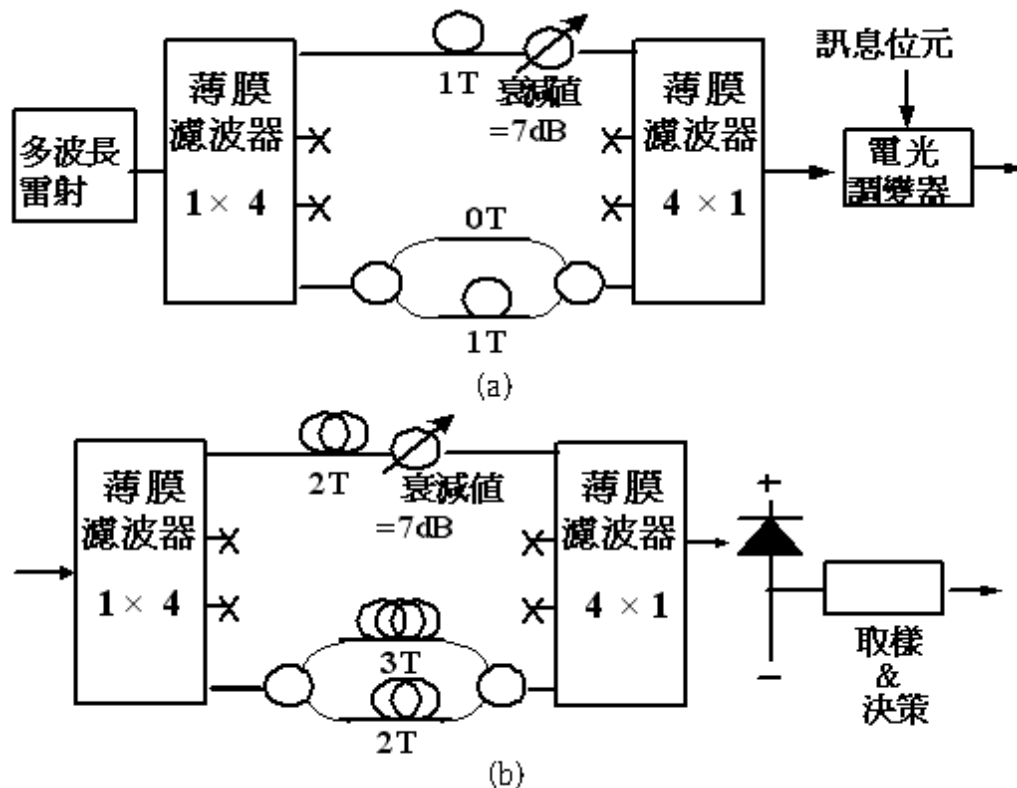 多波長
雷射
薄膜
濾波器
1 × 4
1T
衰減值
=7dB
0T
1T
薄膜
濾波器
4 × 1
訊息位元
電光
調變器
(a)
薄膜
濾波器
1 × 4
2T
衰減值
=7dB
3T
2T
薄膜
濾波器
4 × 1
+
−
取樣
&
決策
(b)